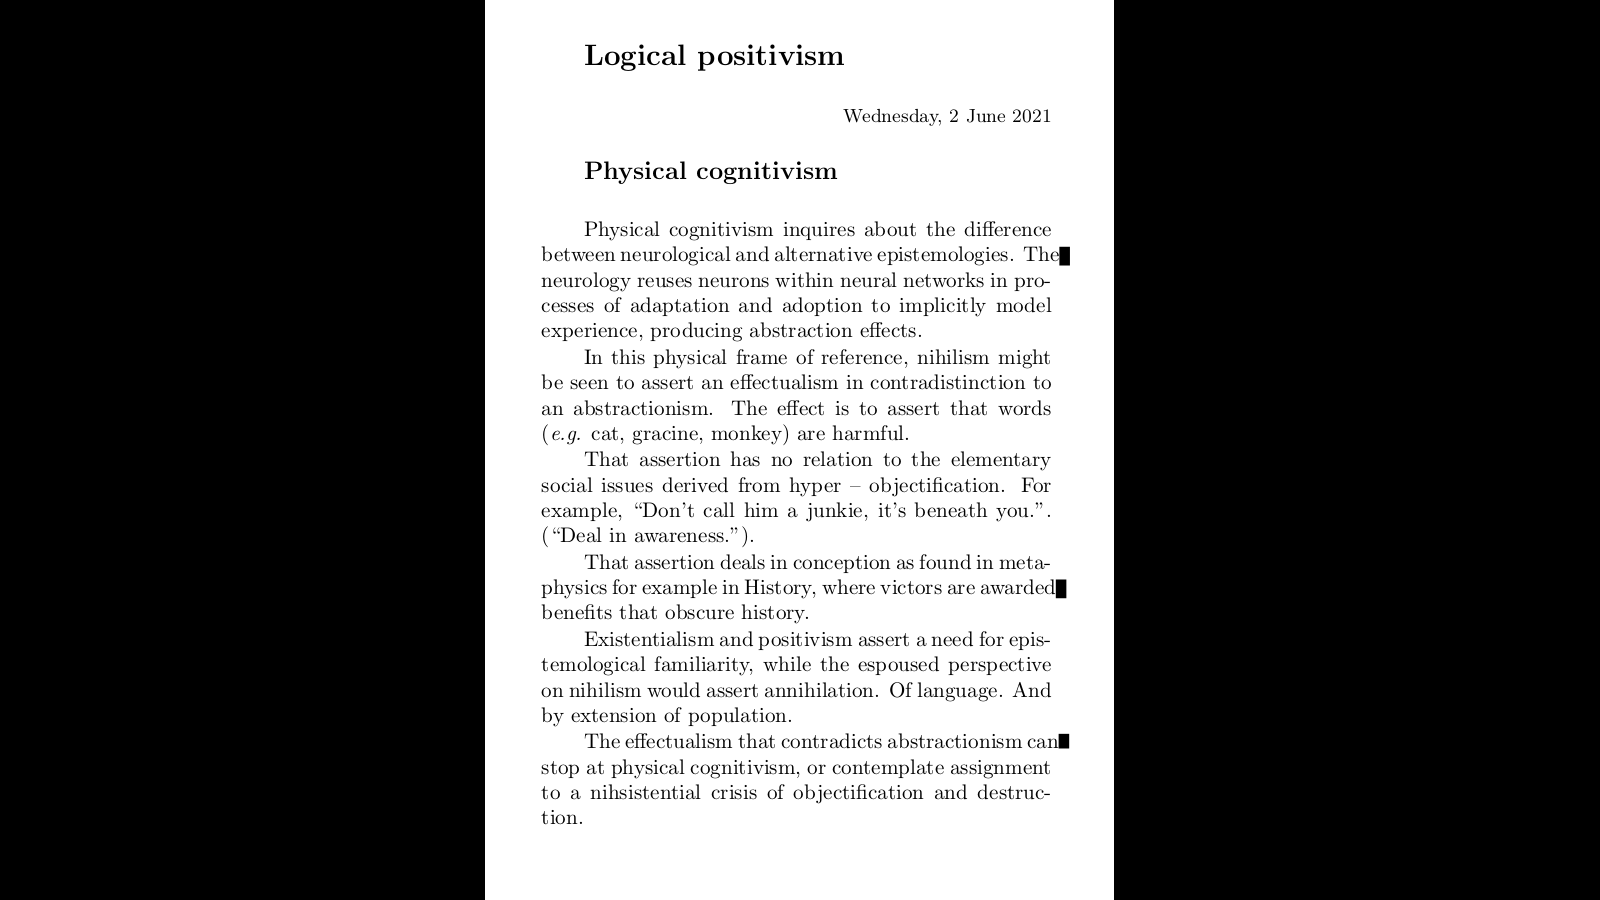 Logical positivism
Wednesday, 2 June 2021
Physical cognitivism
Physical cognitivism inquires about the difference
between neurological and alternative epistemologies. The
neurology reuses neurons within neural networks in pro-
cesses of adaptation and adoption to implicitly model
experience, producing abstraction effects.
In this physical frame of reference, nihilism might
be seen to assert an effectualism in contradistinction to
an abstractionism. The effect is to assert that words
(e.g. cat, gracine, monkey) are harmful.
That assertion has no relation to the elementary
social issues derived from hyper – objectification. For
example, “Don’t call him a junkie, it’s beneath you.”.
(“Deal in awareness.”).
That assertion deals in conception as found in meta-
physics for example in History, where victors are awarded
benefits that obscure history.
Existentialism and positivism assert a need for epis-
temological familiarity, while the espoused perspective
on nihilism would assert annihilation. Of language. And
by extension of population.
The effectualism that contradicts abstractionism can
stop at physical cognitivism, or contemplate assignment
to a nihsistential crisis of objectification and destruc-
tion.